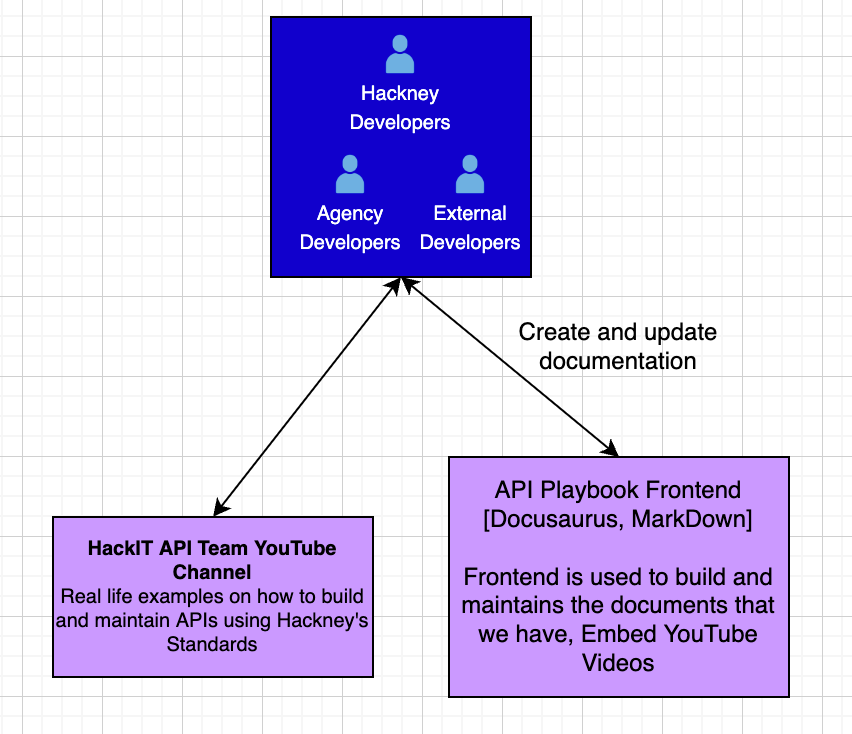 Hackney
Developers
Agency
Developers
External
Developers
Create and update
documentation
HackIT API Team YouTube
Channel
Real life examples on how to build
and maintain APIs using Hackney's
Standards
API Playbook Frontend
[Docusaurus, MarkDown]
Frontend is used to build and
maintains the documents that
we have, Embed YouTube
Videos